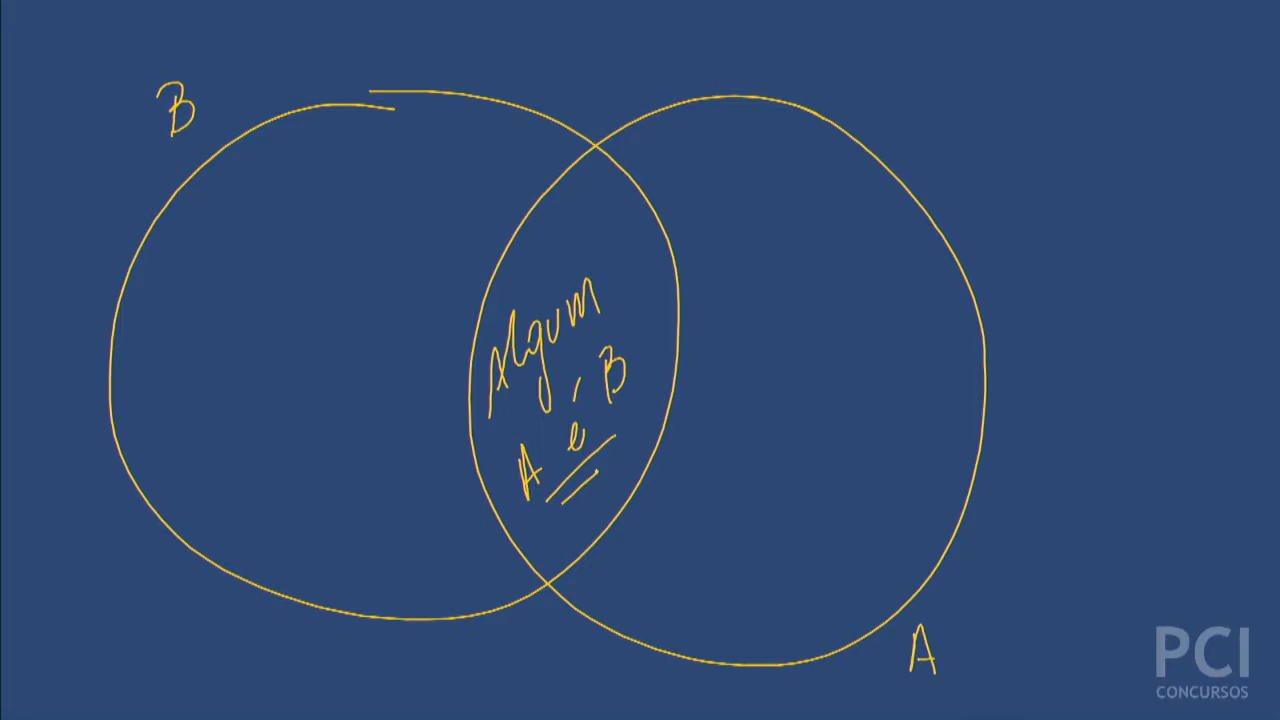 B
Algum
A é B
A
PCI
CONCURSOS